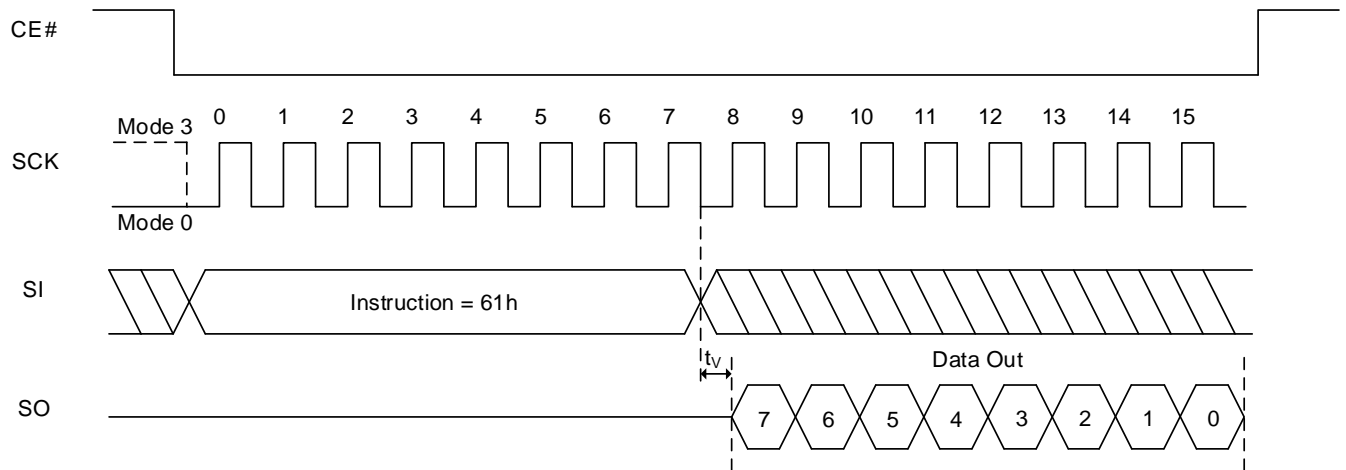 CE#
0 1 2 3 4 5 6 7 8 9 10 11 12 13 14 15
Mode 3
SCK
Mode 0
SI
Instruction = 61h
tV
Data Out
SO
7 6 5 4 3 2 1 0